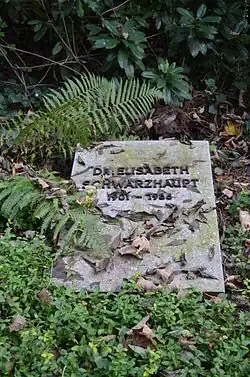 DR. ELISABETH
SCHWARZHAUPT
1901 - 1986